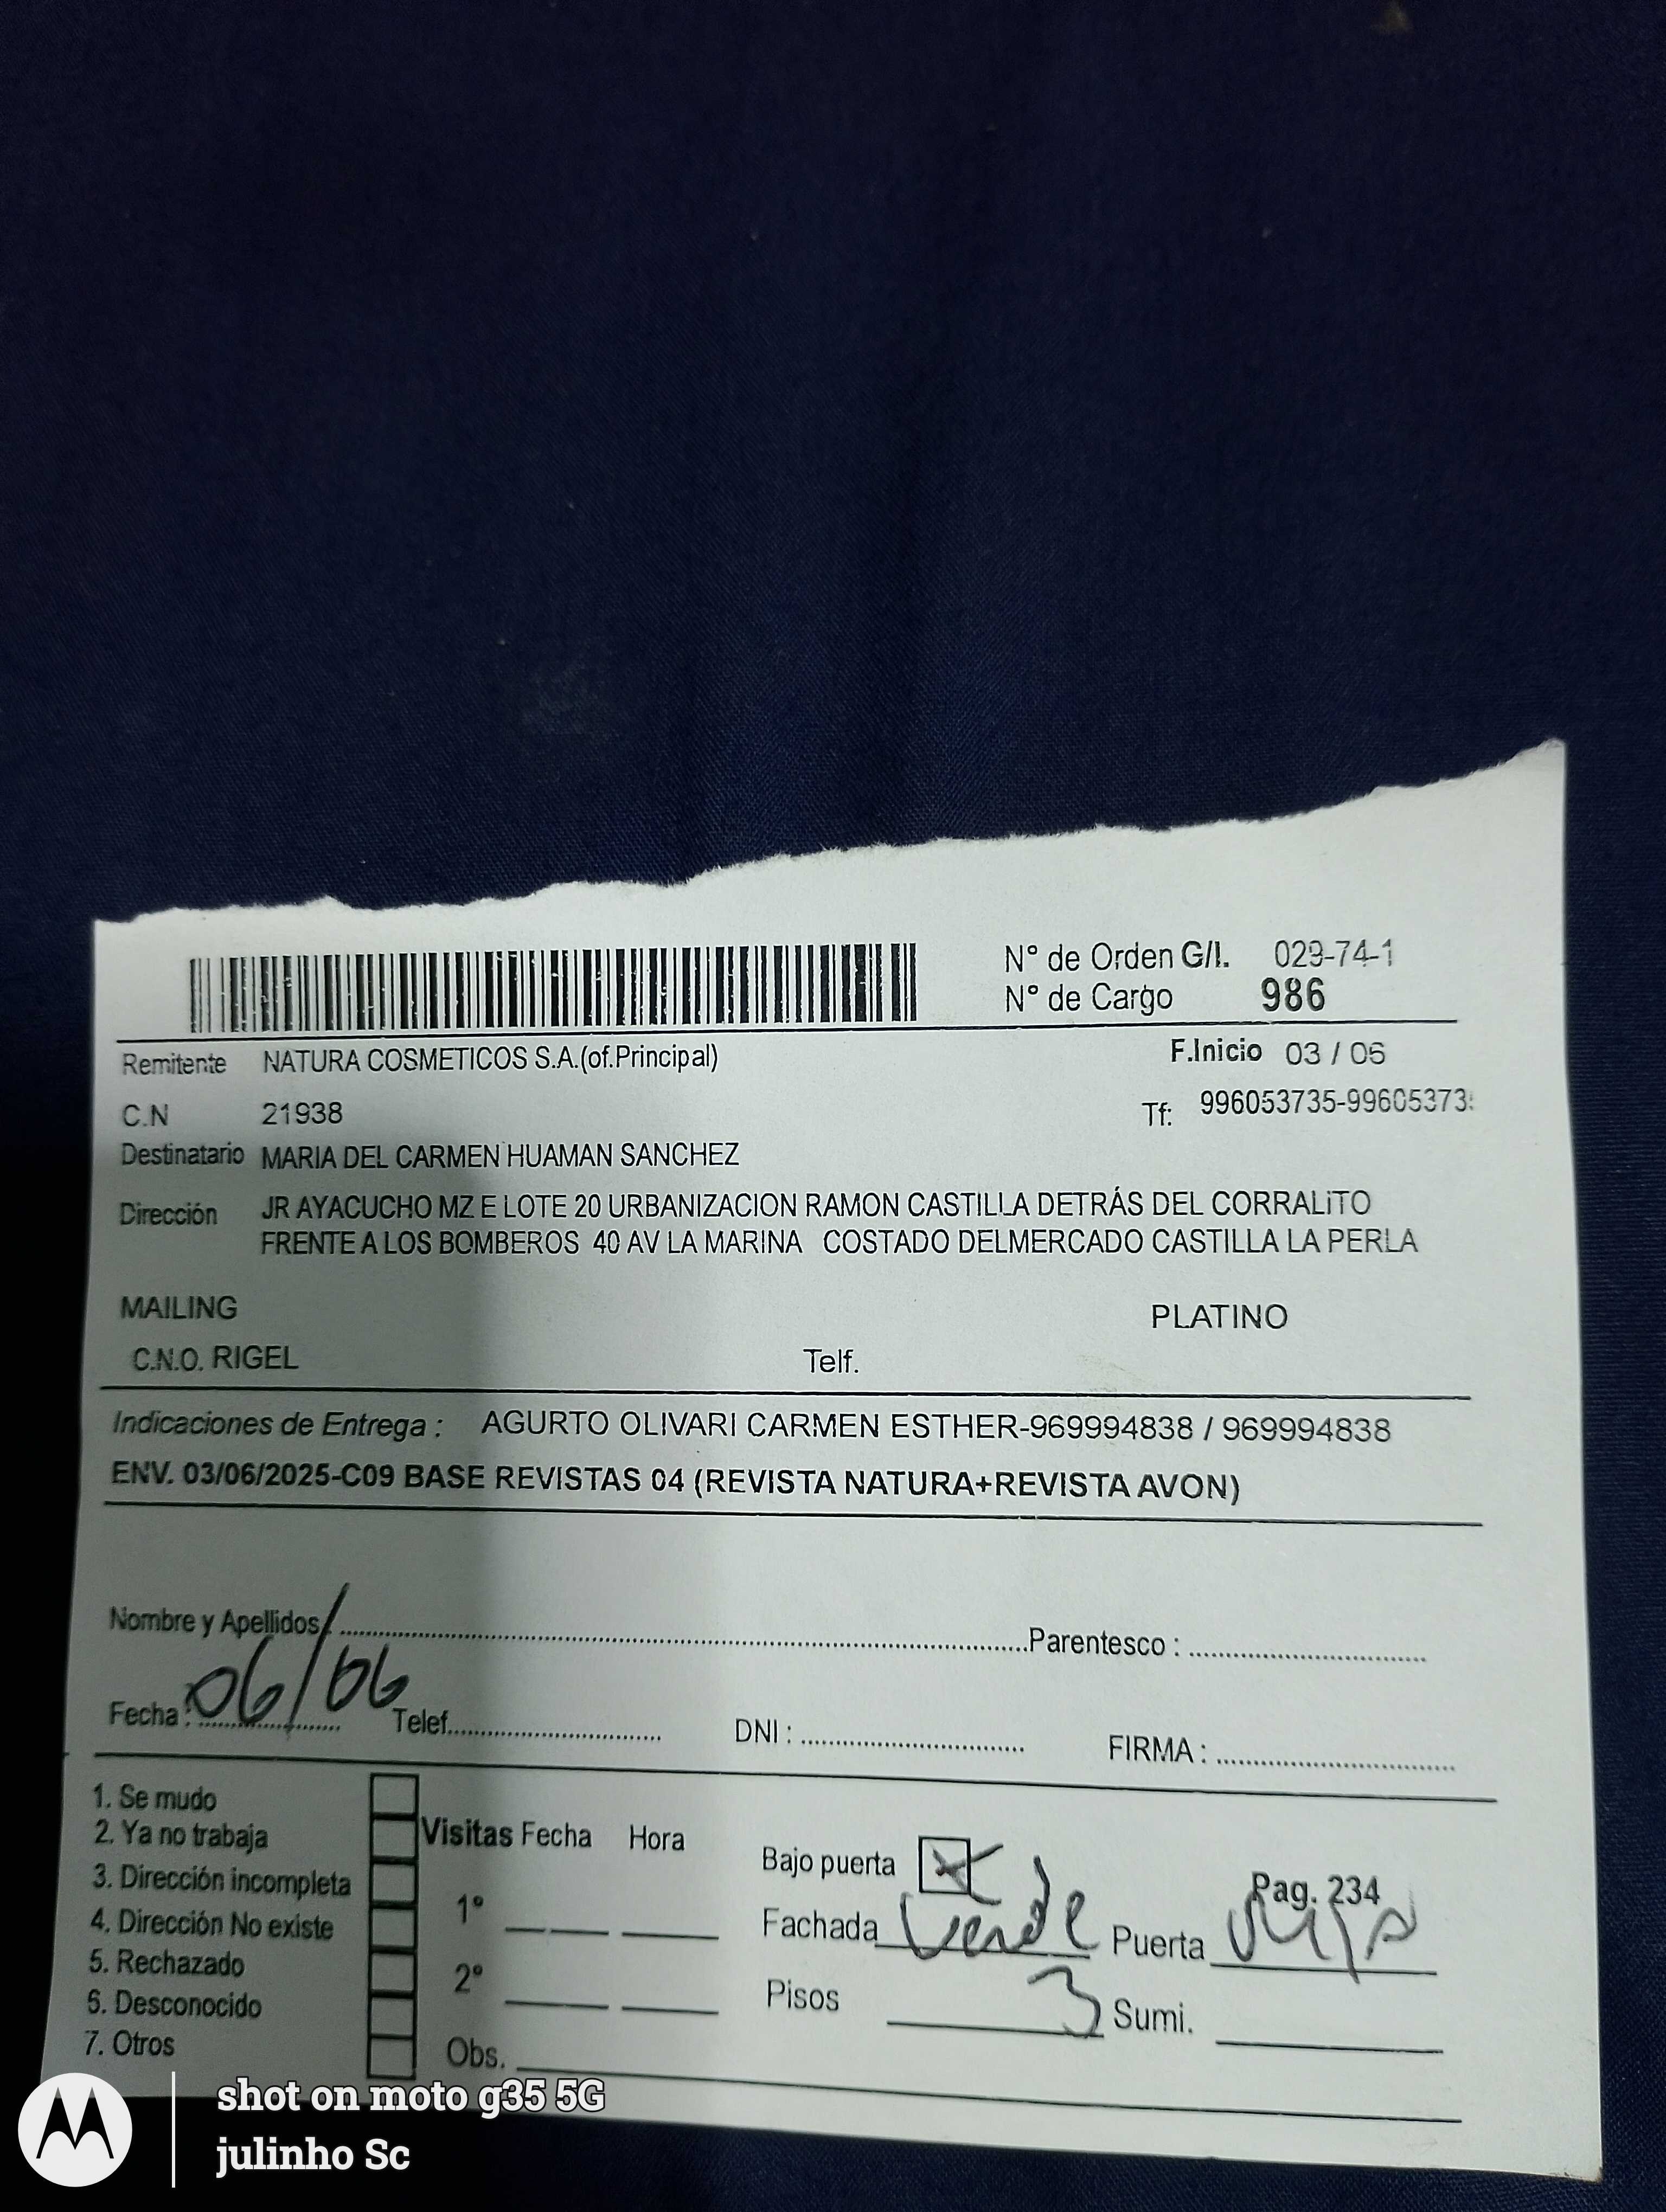 N° de Orden G/I. 029-74-1
N° de Cargo 986
Remitente NATURA COSMETICOS S.A.(of.Principal) F.Inicio 03 / 06
C.N 21938 Tf: 996053735-99605373
Destinatario MARIA DEL CARMEN HUAMAN SANCHEZ
Dirección JR AYACUCHO MZ E LOTE 20 URBANIZACION RAMON CASTILLA DETRÁS DEL CORRALiTO
FRENTE A LOS BOMBEROS 40 AV LA MARINA COSTADO DELMERCADO CASTILLA LA PERLA
MAILING PLATINO
C.N.O. RIGEL Telf.
Indicaciones de Entrega : AGURTO OLIVARI CARMEN ESTHER-969994838 / 969994838
ENV. 03/06/2025-C09 BASE REVISTAS 04 (REVISTA NATURA+REVISTA AVON)
Nombre y Apellidos Parentesco :
Fecha : 06/06 Telef. DNI : FIRMA :
1. Se mudo
2. Ya no trabaja
3. Dirección incompleta
4. Dirección No existe
5. Rechazado
6. Desconocido
7. Otros
Visitas Fecha Hora
1°
2°
Obs.
Bajo puerta Pag. 234
Fachada Verde Puerta
Pisos 3 Sumi.
shot on moto g35 5G
julinho Sc